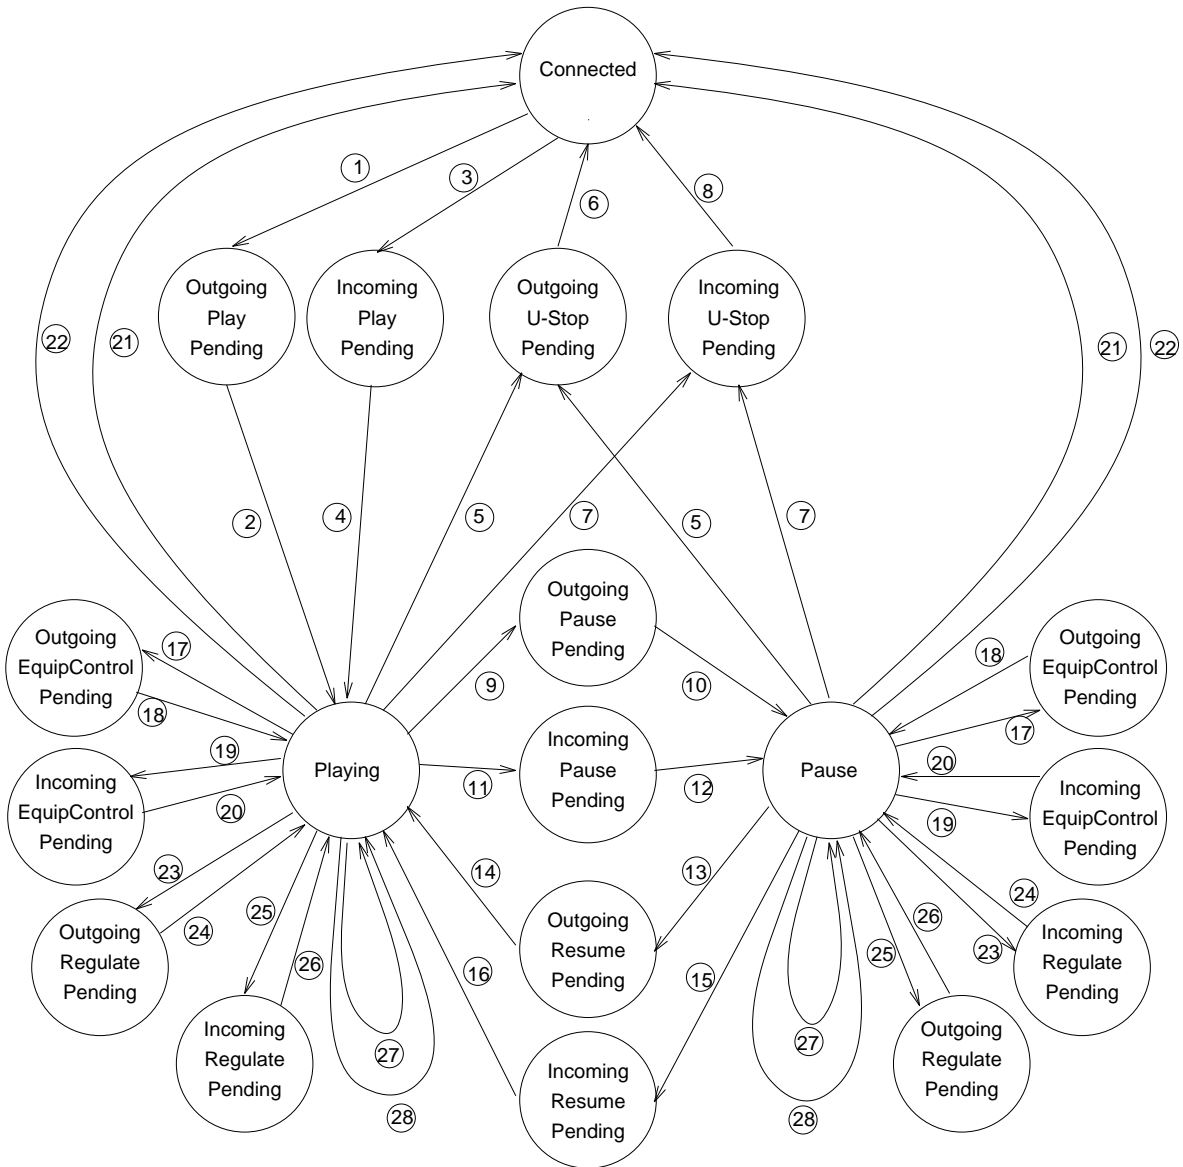 Connected
1
3
6
8
Outgoing
Play
Pending
Incoming
Play
Pending
Outgoing
U-Stop
Pending
Incoming
U-Stop
Pending
22
21
21
22
2
4
5
7
5
7
Outgoing
EquipControl
Pending
17
18
Outgoing
Pause
Pending
9
10
18
Outgoing
EquipControl
Pending
17
19
Incoming
EquipControl
Pending
20
Playing
11
Incoming
Pause
Pending
12
Pause
20
Incoming
EquipControl
Pending
19
23
24
Outgoing
Regulate
Pending
25
26
14
13
Outgoing
Resume
Pending
24
23
Incoming
Regulate
Pending
26
25
16
15
Incoming
Regulate
Pending
27
28
Incoming
Resume
Pending
27
28
Outgoing
Regulate
Pending